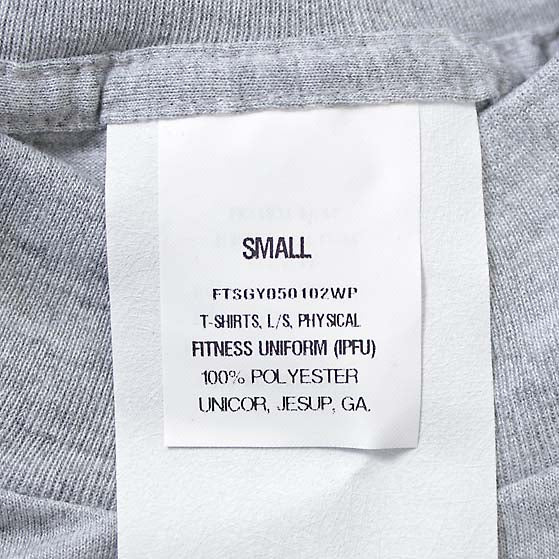 SMALL
FTSGY050102WP
T-SHIRTS, L/S, PHYSICAL
FITNESS UNIFORM (IPFU)
100% POLYESTER
UNICOR, JESUP, GA.